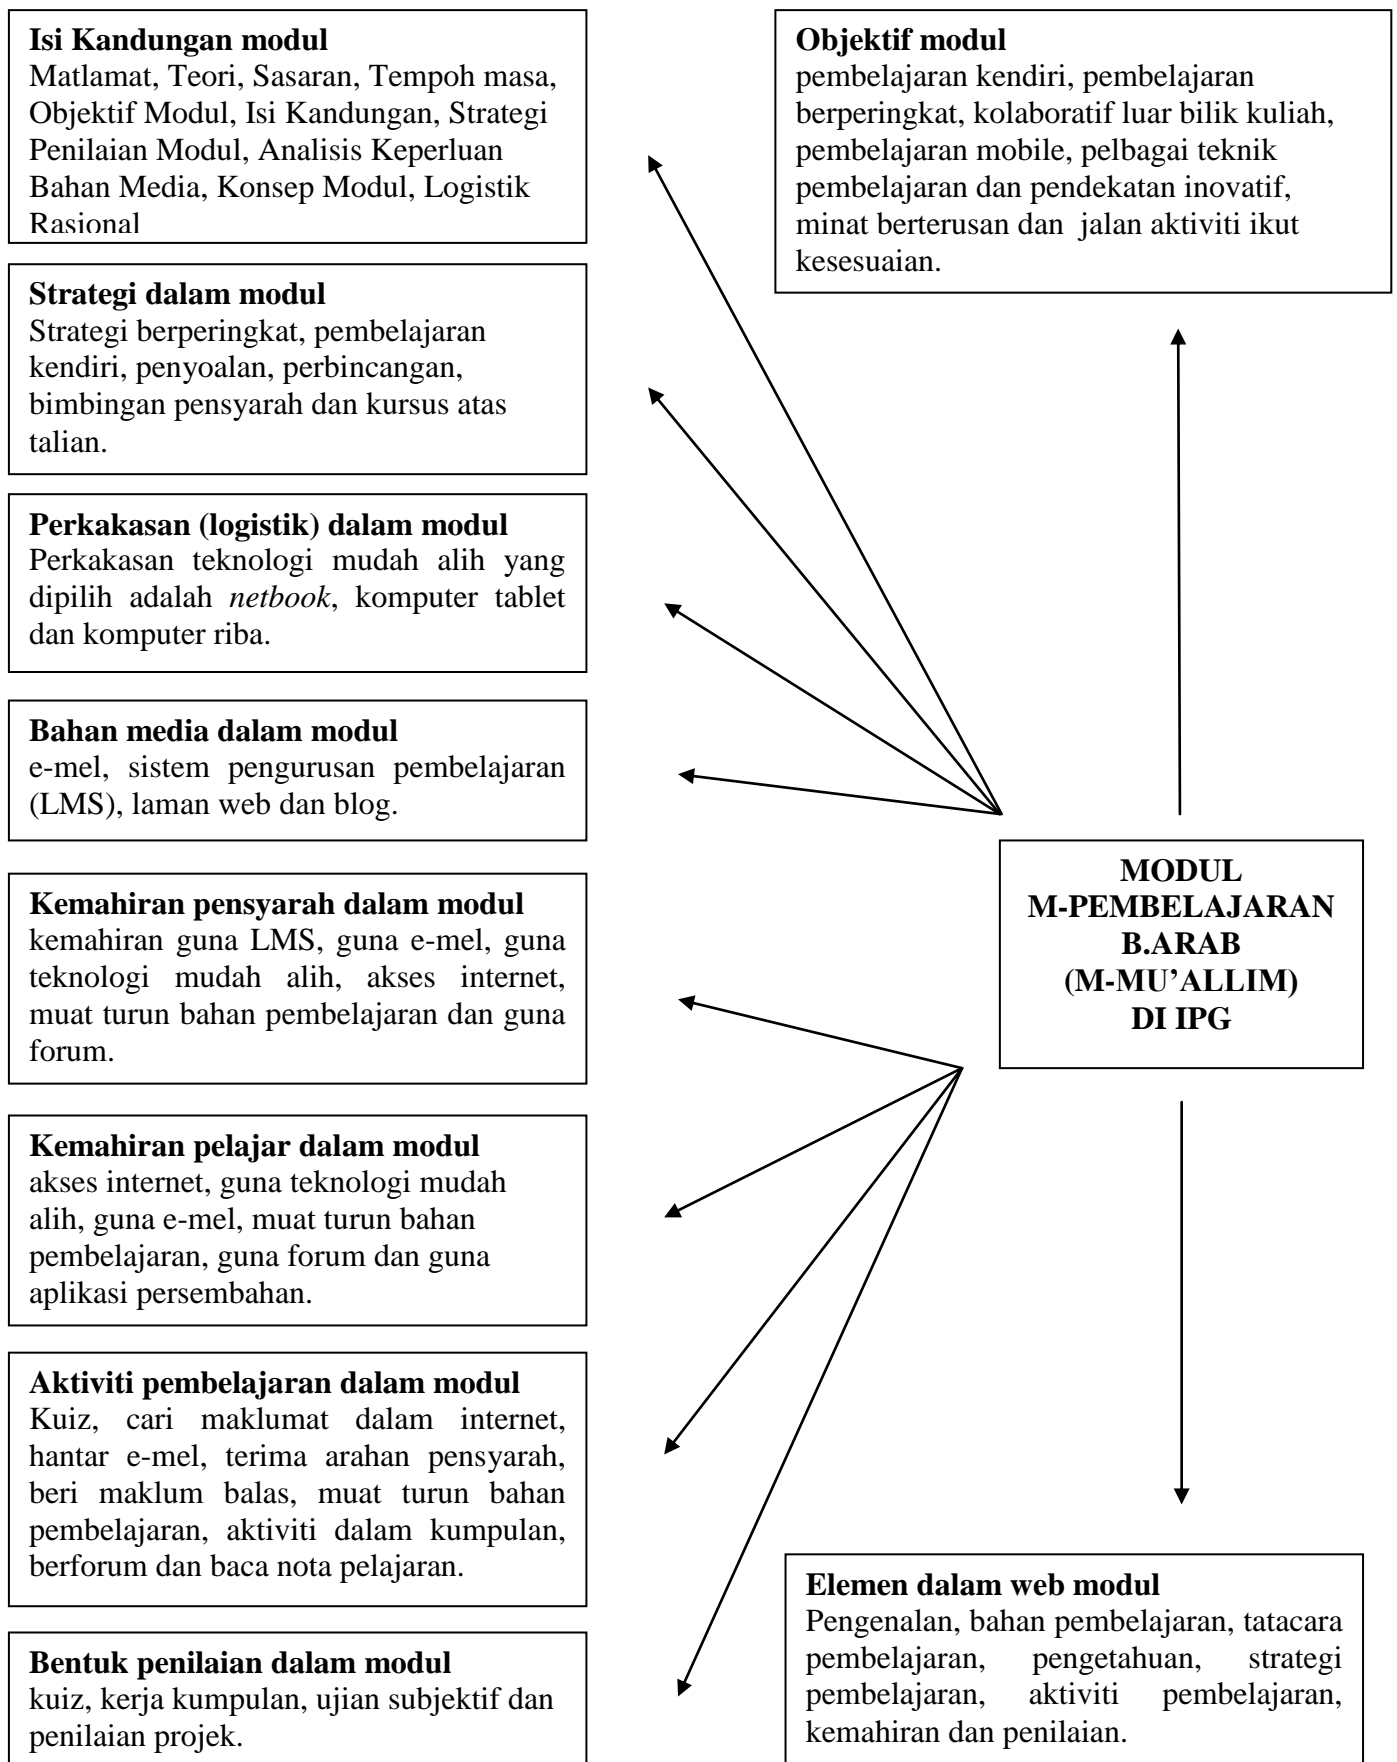 Isi Kandungan modul
Matlamat, Teori, Sasaran, Tempoh masa,
Objektif Modul, Isi Kandungan, Strategi
Penilaian Modul, Analisis Keperluan
Bahan Media, Konsep Modul, Logistik
Rasional
Objektif modul
pembelajaran kendiri, pembelajaran
berperingkat, kolaboratif luar bilik kuliah,
pembelajaran mobile, pelbagai teknik
pembelajaran dan pendekatan inovatif,
minat berterusan dan jalan aktiviti ikut
kesesuaian.
Strategi dalam modul
Strategi berperingkat, pembelajaran
kendiri, penyoalan, perbincangan,
bimbingan pensyarah dan kursus atas
talian.
Perkakasan (logistik) dalam modul
Perkakasan teknologi mudah alih yang
dipilih adalah netbook, komputer tablet
dan komputer riba.
Bahan media dalam modul
e-mel, sistem pengurusan pembelajaran
(LMS), laman web dan blog.
MODUL
M-PEMBELAJARAN
B.ARAB
(M-MU’ALLIM)
DI IPG
Kemahiran pensyarah dalam modul
kemahiran guna LMS, guna e-mel, guna
teknologi mudah alih, akses internet,
muat turun bahan pembelajaran dan guna
forum.
Kemahiran pelajar dalam modul
akses internet, guna teknologi mudah
alih, guna e-mel, muat turun bahan
pembelajaran, guna forum dan guna
aplikasi persembahan.
Aktiviti pembelajaran dalam modul
Kuiz, cari maklumat dalam internet,
hantar e-mel, terima arahan pensyarah,
beri maklum balas, muat turun bahan
pembelajaran, aktiviti dalam kumpulan,
berforum dan baca nota pelajaran.
Bentuk penilaian dalam modul
kuiz, kerja kumpulan, ujian subjektif dan
penilaian projek.
Elemen dalam web modul
Pengenalan, bahan pembelajaran, tatacara
pembelajaran, pengetahuan, strategi
pembelajaran, aktiviti pembelajaran,
kemahiran dan penilaian.